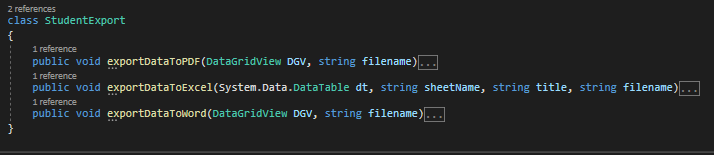 2 references
class StudentExport
{
1 reference
public void exportDataToPDF(DataGridView DGV, string filename)...
1 reference
public void exportDataToExcel(System.Data.DataTable dt, string sheetName, string title, string filename)...
1 reference
public void exportDataToWord(DataGridView DGV, string filename)...
}